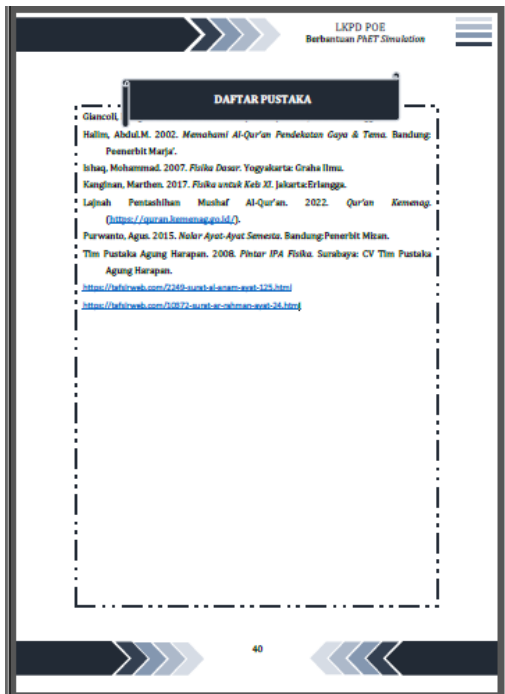 LKPD POE
Berbantuan PhET Simulation
DAFTAR PUSTAKA
Giancoli,
Halim, Abdul.M. 2002. Memahami Al-Qur'an Pendekatan Gaya & Tema. Bandung:
Poenerbit Marja'.
Ishaq, Mohammad. 2007. Fisika Dasar. Yogyakarta: Graha Ilmu.
Kanginan, Marthen. 2017. Fisika untuk Kels XI. Jakarta:Erlangga.
Lajnah Pentashihan Mushaf Al-Qur'an. 2022. Qur'an Kemenag.
(https://quran.kemenag.go.id/).
Purwanto, Agus. 2015. Nalar Ayat-Ayat Semesta. Bandung:Penerbit Mizan.
Tim Pustaka Agung Harapan. 2008. Pintar IPA Fisika. Surabaya: CV Tim Pustaka
Agung Harapan.
https://tafsirweb.com/2249-surat-al-anam-ayat-125.html
https://tafsirweb.com/10372-surat-ar-rahman-ayat-24.html
40